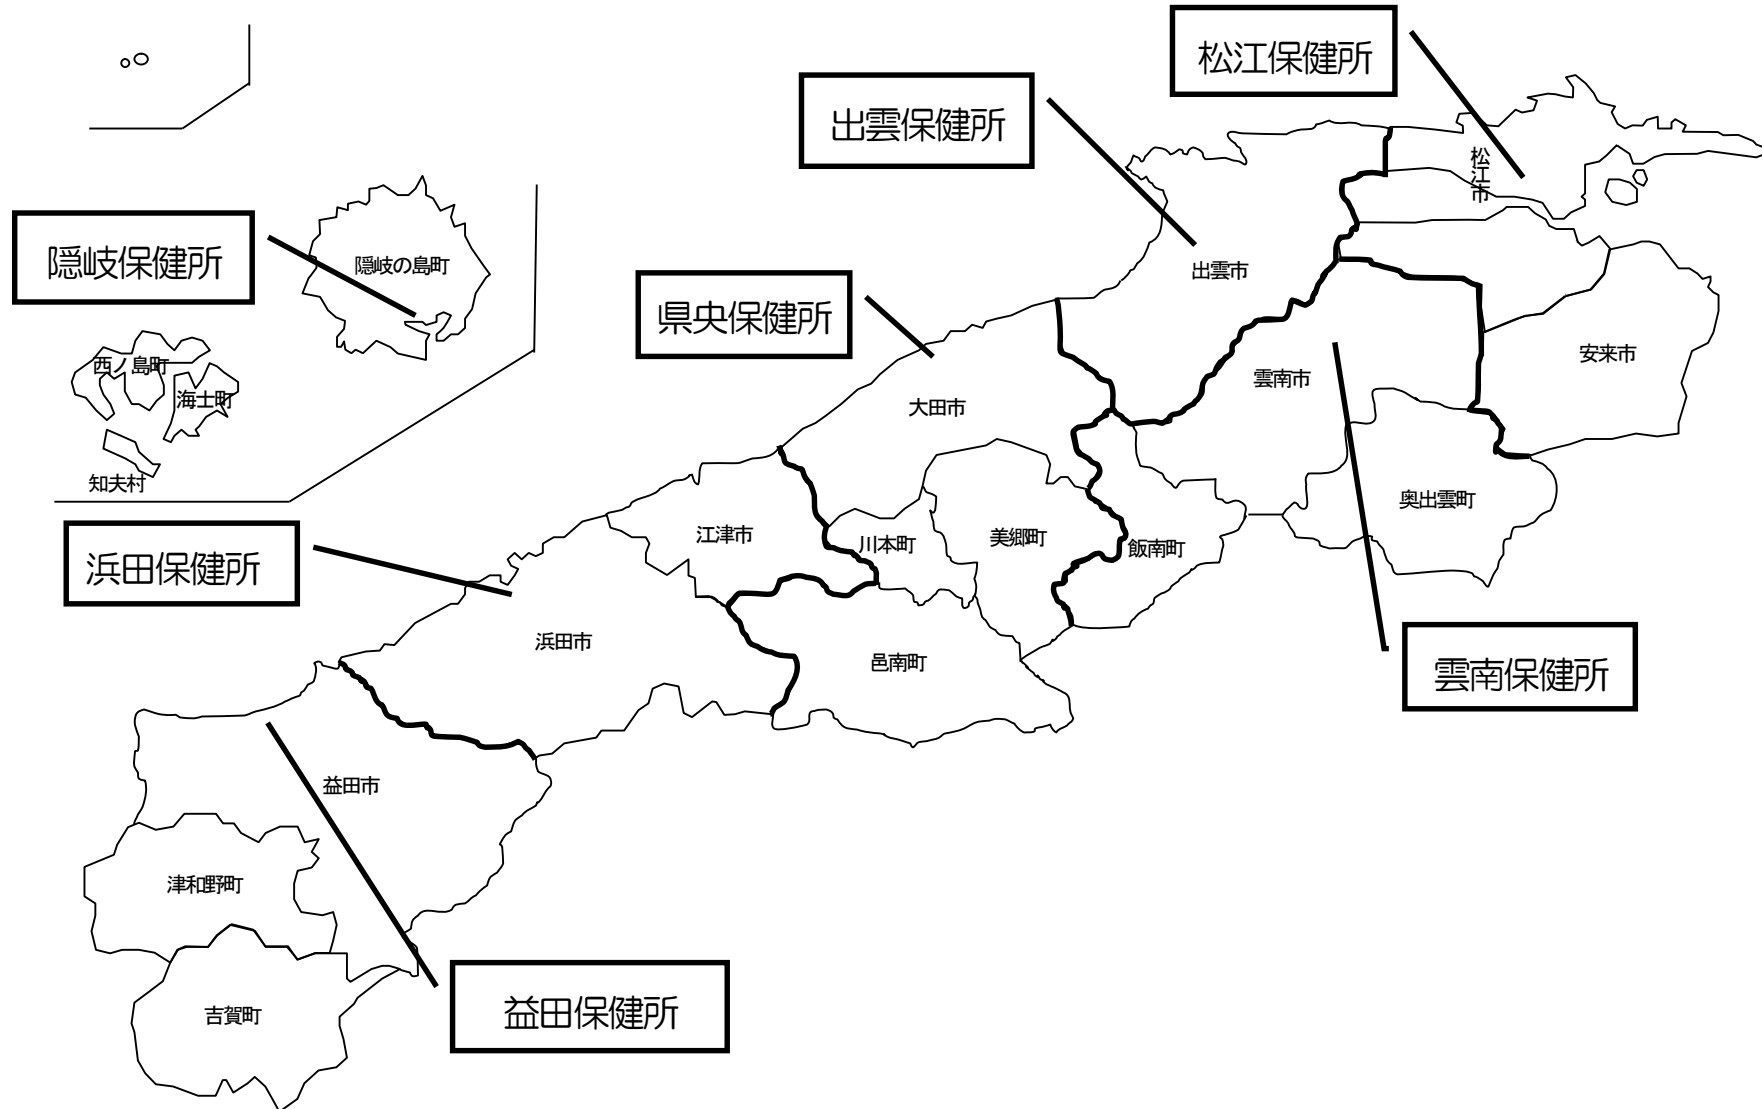 松江保健所
出雲保健所
松江市
隠岐保健所
隠岐の島町
出雲市
県央保健所
安来市
西ノ島町
雲南市
海士町
大田市
知夫村
奥出雲町
浜田保健所
江津市
川本町
美郷町
飯南町
浜田市
邑南町
雲南保健所
益田市
津和野町
益田保健所
吉賀町